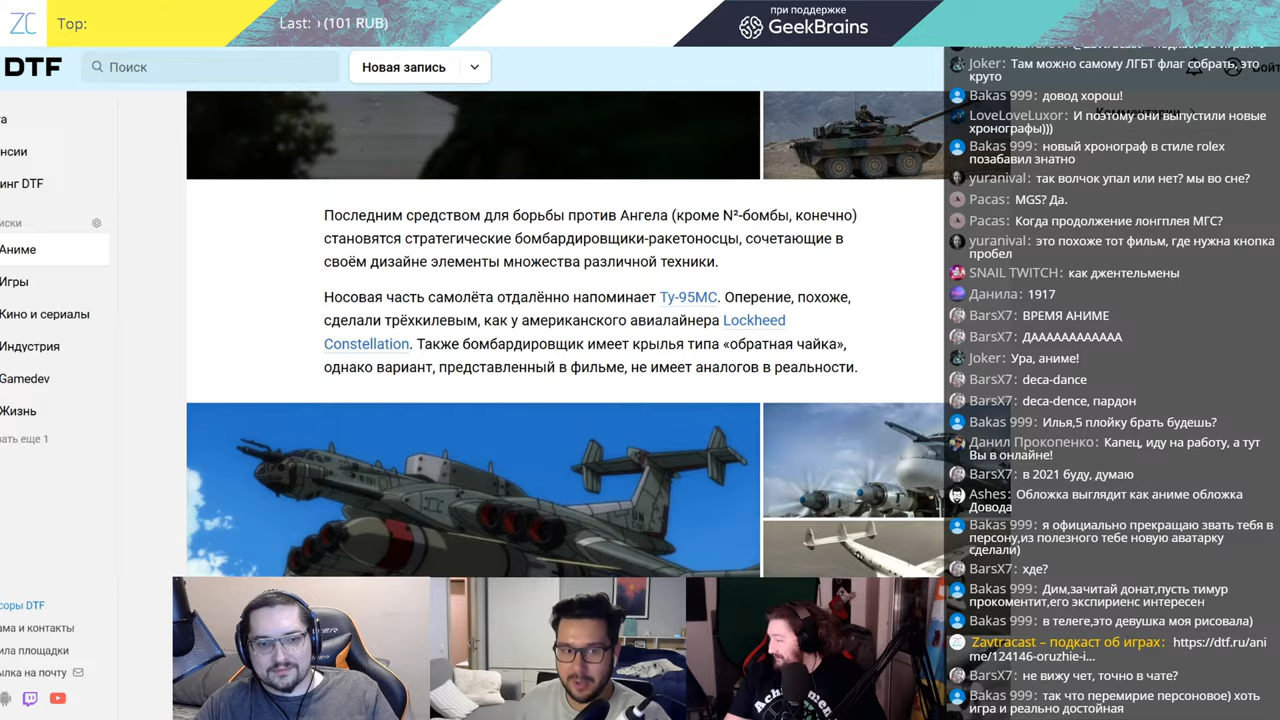 ZC
Top:
Last:
(101 RUB)
при поддержке
GeekBrains
DTF
Поиск
Новая запись
нсии
инг DTF
иски
Аниме
Игры
Кино и сериалы
Индустрия
Gamedev
Жизнь
зать еще 1
соры DTF
ама и контакты
ила площадки
ылка на почту
Последним средством для борьбы против Ангела (кроме N²-бомбы, конечно)
становятся стратегические бомбардировщики-ракетоносцы, сочетающие в
своём дизайне элементы множества различной техники.
Носовая часть самолёта отдалённо напоминает Ту-95МС. Оперение, похоже,
сделали трёхкилевым, как у американского авиалайнера Lockheed
Constellation. Также бомбардировщик имеет крылья типа «обратная чайка»,
однако вариант, представленный в фильме, не имеет аналогов в реальности.
UN
Joker: Там можно самому ЛГБТ флаг собрать,это
круто
Войт
Bakas 999: довод хорош!
Комментарии
LoveLoveLuxor: И поэтому они выпустили новые
хронографы)))
Bakas 999: новый хронограф в стиле rolex
позабавил знатно
yuranival: так волчок упал или нет? мы во сне?
Pacas: MGS? Да.
Pacas: Когда продолжение лонгплея МГС?
yuranival: это похоже тот фильм, где нужна кнопка
пробел
SNAIL TWITCH: как джентельмены
Данила: 1917
BarsX7: ВРЕМЯ АНИМЕ
BarsX7: ДАААААААААААА
Joker: Ура, аниме!
BarsX7: deca-dance
BarsX7: deca-dence, пардон
Bakas 999: Илья,5 плойку брать будешь?
Данил Прокопенко: Капец, иду на работу, а тут
Вы в онлайне!
BarsX7: в 2021 буду, думаю
Ashes: Обложка выглядит как аниме обложка
Довода
Bakas 999: я официально прекращаю звать тебя в
персону,из полезного тебе новую аватарку
сделали)
BarsX7: хде?
Bakas 999: Дим,зачитай донат,пусть тимур
прокоментит,его экспириенс интересен
Bakas 999: в телеге,это девушка моя рисовала)
Zavtracast – подкаст об играх: https://dtf.ru/ani
me/124146-oruzhie-i...
BarsX7: не вижу чет, точно в чате?
Bakas 999: так что перемирие персоновое) хоть
игра и реально достойная